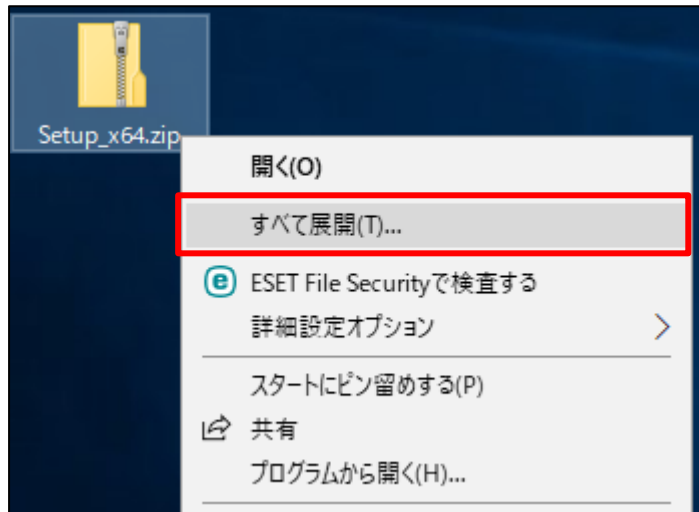 Setup_x64.zip
開く(O)
すべて展開(T)...
ESET File Securityで検査する
詳細設定オプション
スタートにピン留めする(P)
共有
プログラムから開く(H)...